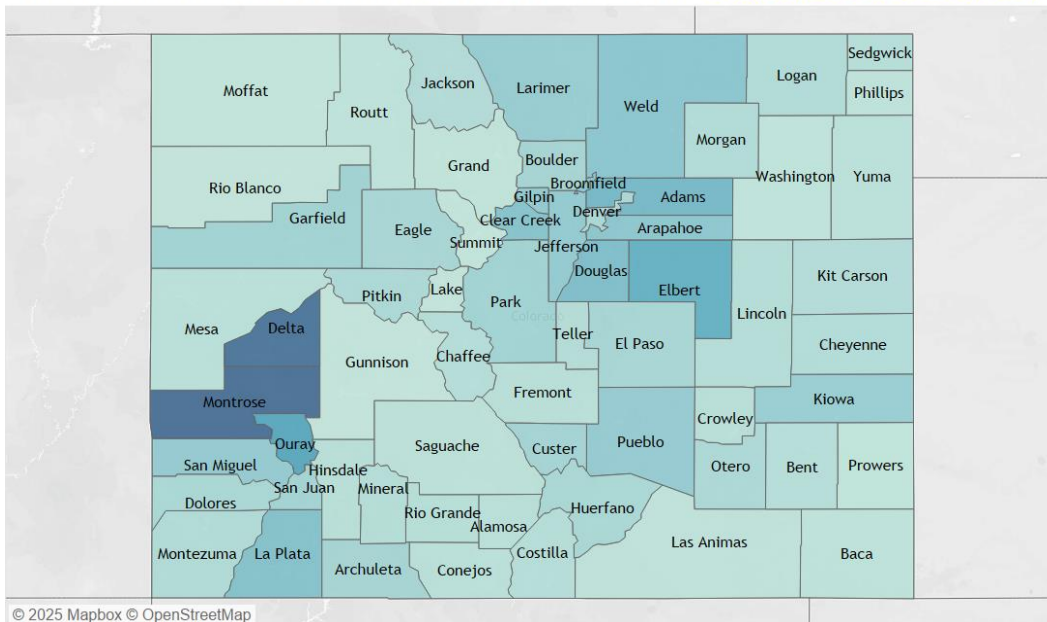 Sedgwick
Logan
Jackson
Larimer
Moffat
Phillips
Weld
Routt
Morgan
Boulder
Grand
Washington
Yuma
Broomfield
Rio Blanco
Gilpin
Adams
Denver
Garfield
Clear Creek
Eagle
Arapahoe
Summit
Jefferson
Douglas
Kit Carson
Lake
Elbert
Pitkin
Park
Lincoln
Colorado
Mesa
Delta
Teller
El Paso
Cheyenne
Chaffee
Gunnison
Fremont
Montrose
Kiowa
Crowley
Ouray
Saguache
Pueblo
Custer
San Miguel
Hinsdale
Otero
Bent
Prowers
San Juan
Mineral
Dolores
Huerfano
Rio Grande
Alamosa
Las Animas
Montezuma
La Plata
Costilla
Baca
Archuleta
Conejos
© 2025 Mapbox © OpenStreetMap